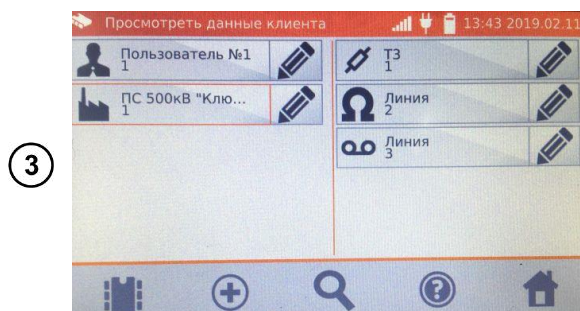 Просмотреть данные клиента
13:43 2019.02.11
Пользователь №1
1
ПС 500кВ "Клю...
1
ТЗ
1
Линия
2
Линия
3
3